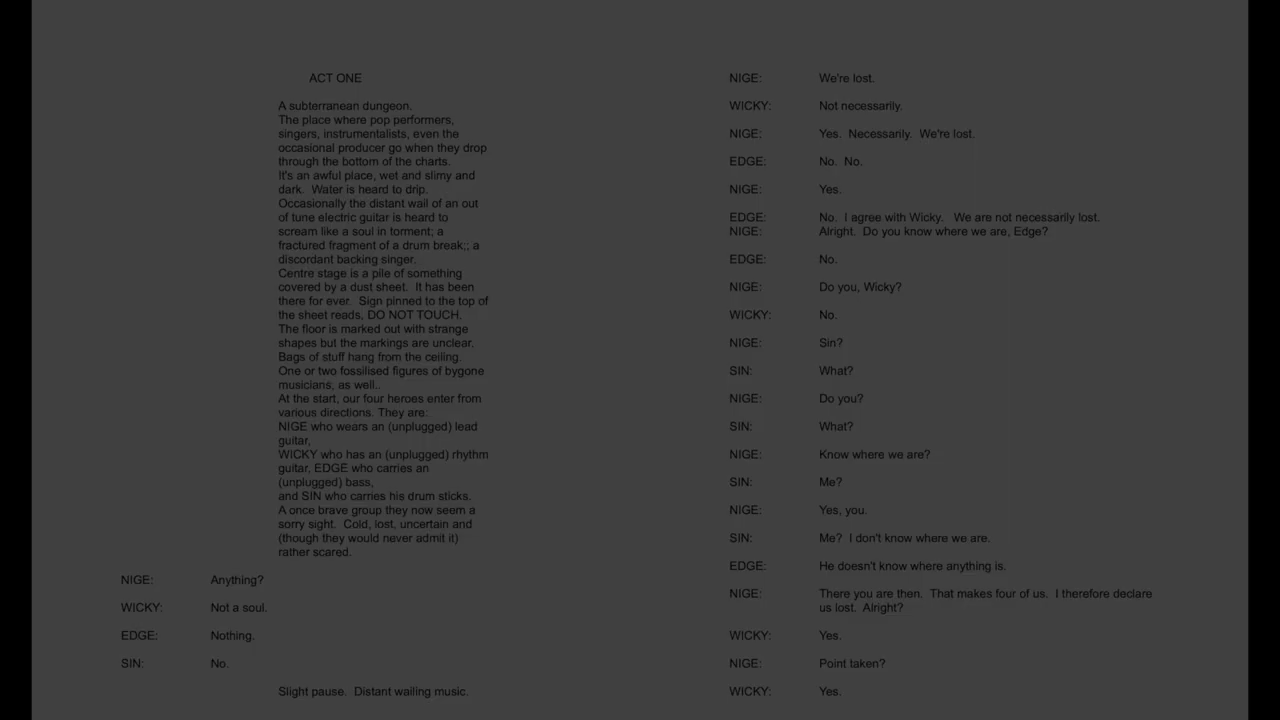 ACT ONE
A subterranean dungeon.
The place where pop performers,
singers, instrumentalists, even the
occasional producer go when they drop
through the bottom of the charts.
It's an awful place, wet and slimy and
dark.  Water is heard to drip.
Occasionally the distant wail of an out
of tune electric guitar is heard to
scream like a soul in torment; a
fractured fragment of a drum break;; a
discordant backing singer.
Centre stage is a pile of something
covered by a dust sheet.  It has been
there for ever.  Sign pinned to the top of
the sheet reads, DO NOT TOUCH.
The floor is marked out with strange
shapes but the markings are unclear.
Bags of stuff hang from the ceiling.
One or two fossilised figures of bygone
musicians, as well..
At the start, our four heroes enter from
various directions. They are:
NIGE who wears an (unplugged) lead
guitar,
WICKY who has an (unplugged) rhythm
guitar, EDGE who carries an
(unplugged) bass,
and SIN who carries his drum sticks.
A once brave group they now seem a
sorry sight.  Cold, lost, uncertain and
(though they would never admit it)
rather scared.
NIGE: Anything?
WICKY: Not a soul.
EDGE: Nothing.
SIN: No.
Slight pause.  Distant wailing music.
NIGE: We're lost.
WICKY: Not necessarily.
NIGE: Yes.  Necessarily.  We're lost.
EDGE: No.  No.
NIGE: Yes.
EDGE: No.  I agree with Wicky.   We are not necessarily lost.
NIGE: Alright.  Do you know where we are, Edge?
EDGE: No.
NIGE: Do you, Wicky?
WICKY: No.
NIGE: Sin?
SIN: What?
NIGE: Do you?
SIN: What?
NIGE: Know where we are?
SIN: Me?
NIGE: Yes, you.
SIN: Me?  I don't know where we are.
EDGE: He doesn't know where anything is.
NIGE: There you are then.  That makes four of us.  I therefore declare
us lost.  Alright?
WICKY: Yes.
NIGE: Point taken?
WICKY: Yes.